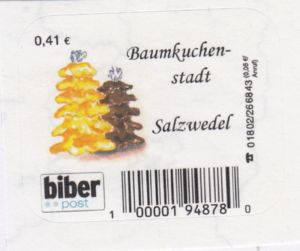 0,41 €
Baumkuchen-
stadt
Salzwedel
biber
post
1 00001 94878 0
☎ 01802/266843 (0,06 €/
Anruf)